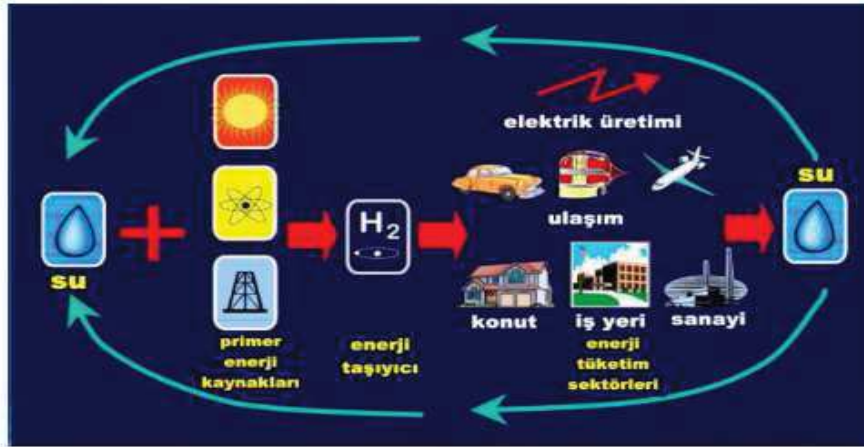 su
primer
enerji
kaynakları
H2
enerji
taşıyıcı
elektrik üretimi
ulaşım
konut
iş yeri
sanayi
enerji
tüketim
sektörleri
su